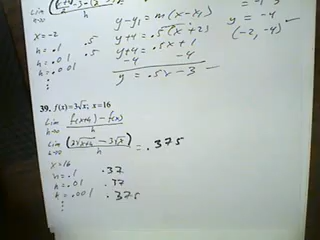 Lim
h
y-y₁ = m(x-x₁)
y = -4
x = -2
y+4 = .5(x+2)
(-2, -4)
h = .1 .5
y+4 = .5x+1
h = .01 .5
-4 -4
h = .001
y = .5x-3
39. f(x) = 3√x; x=16
Lim f(x+h) - f(x)
h→0 h
Lim (3√x+h - 3√x)
h→0 h = .375
x = 16
h = .1 .37
h = .01 .37
h = .001 .375